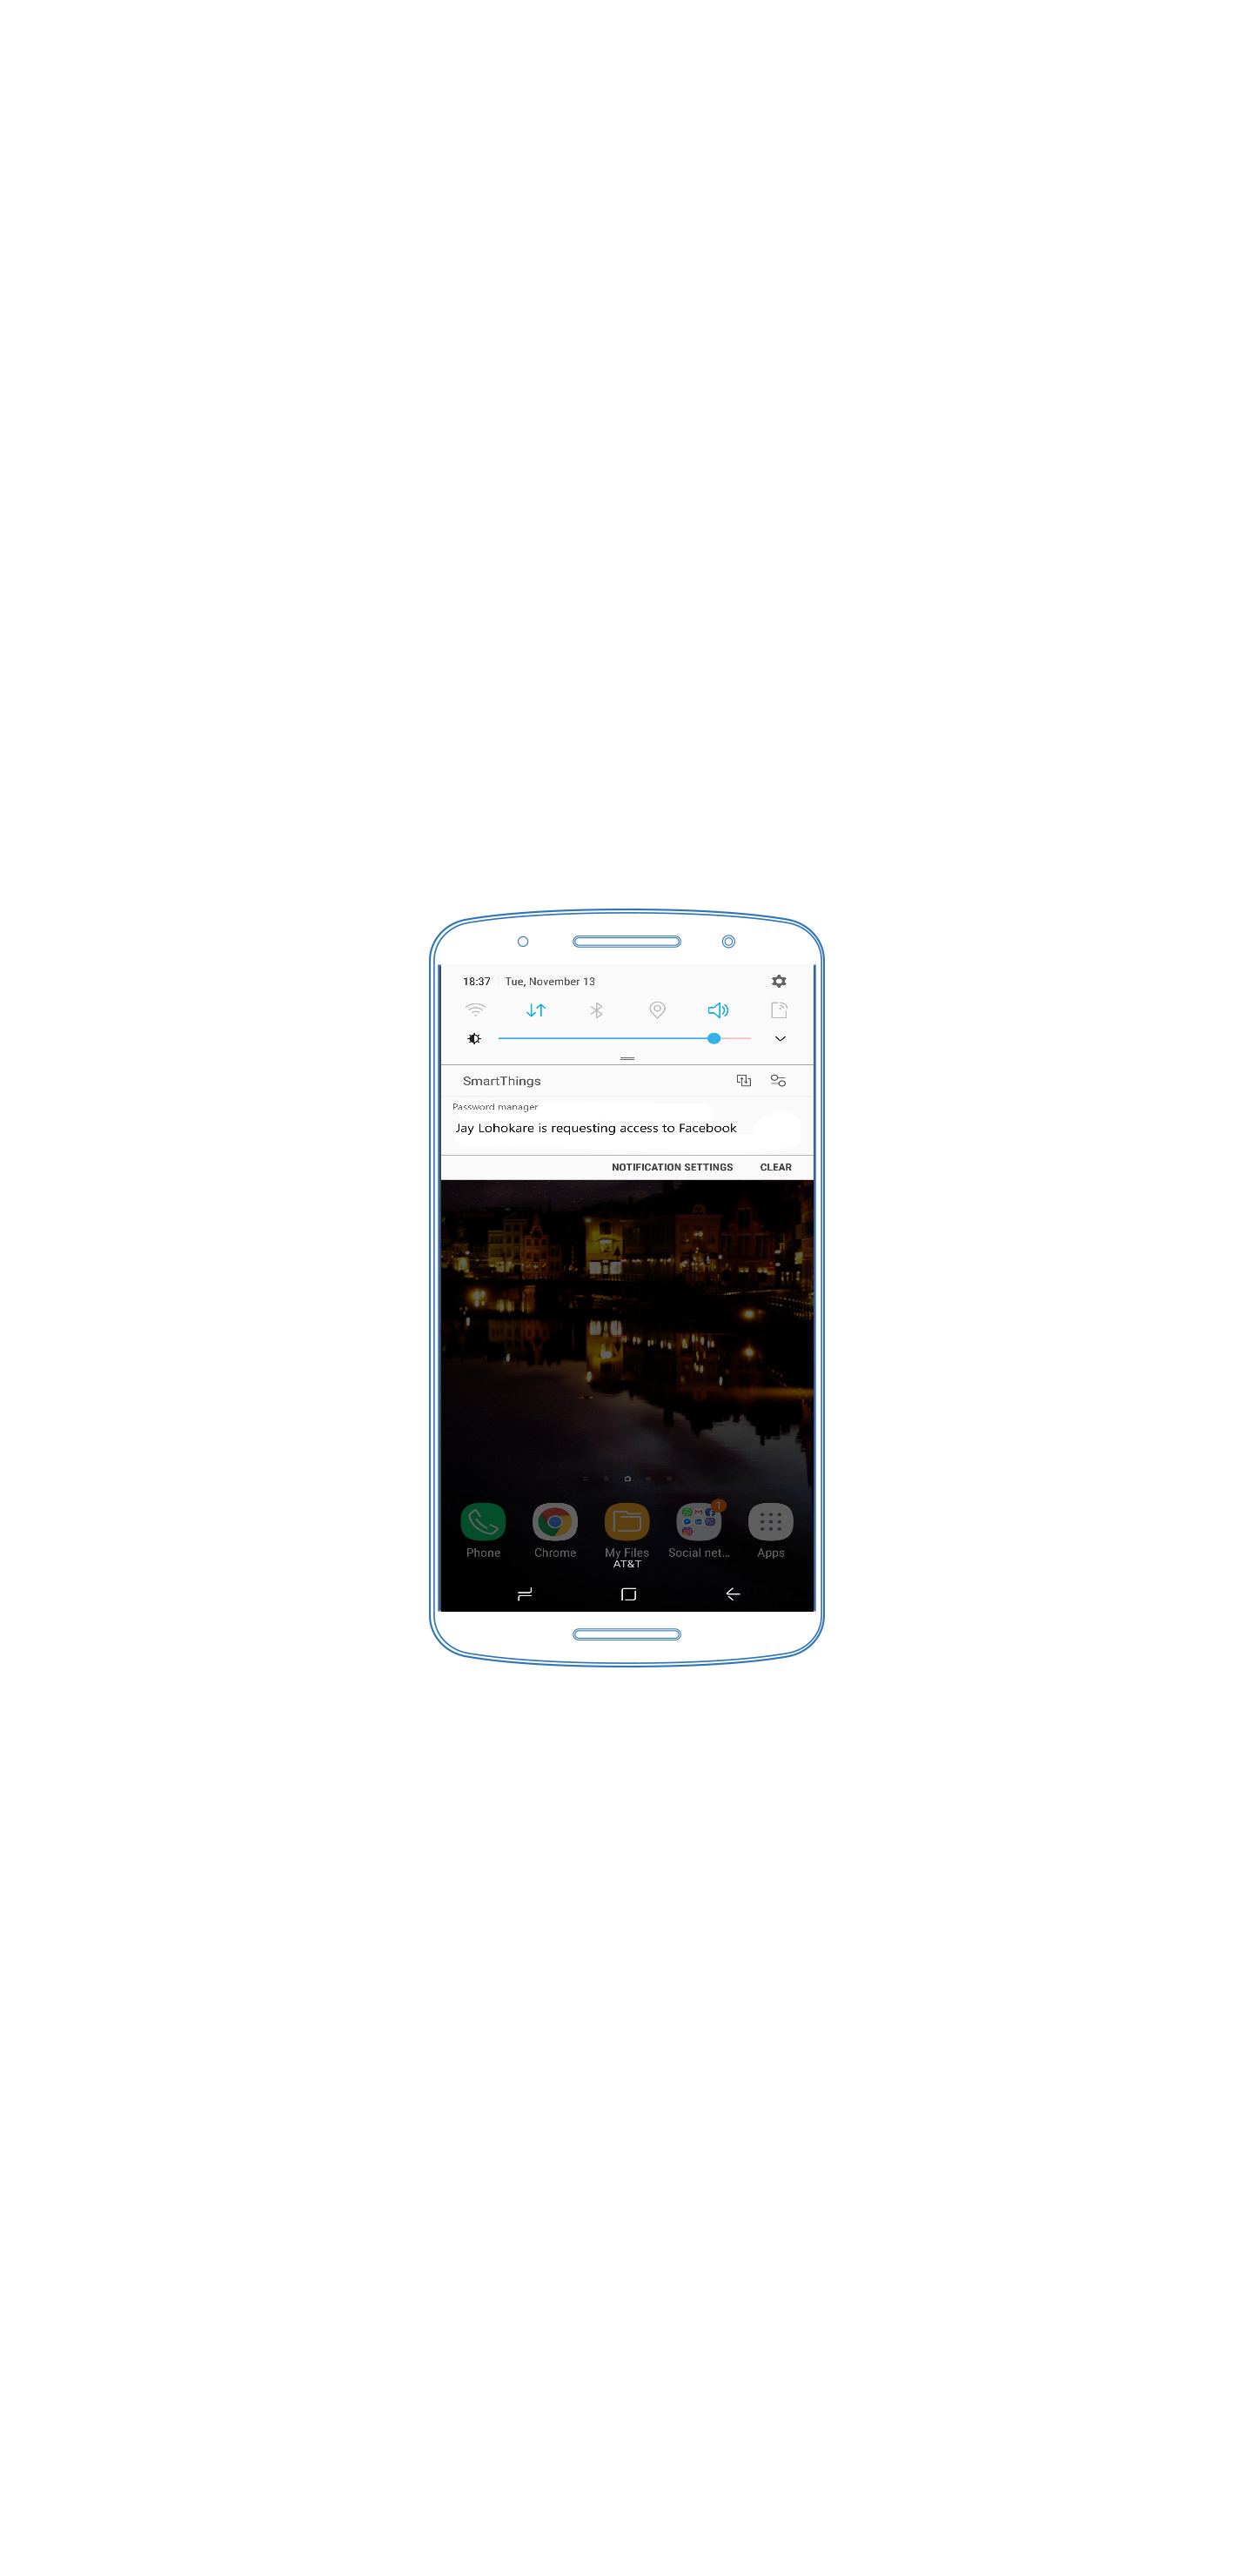 18:37 Tue, November 13
SmartThings
Password manager
Jay Lohokare is requesting access to Facebook
NOTIFICATION SETTINGS CLEAR
1
Phone Chrome My Files Social net... Apps
AT&T